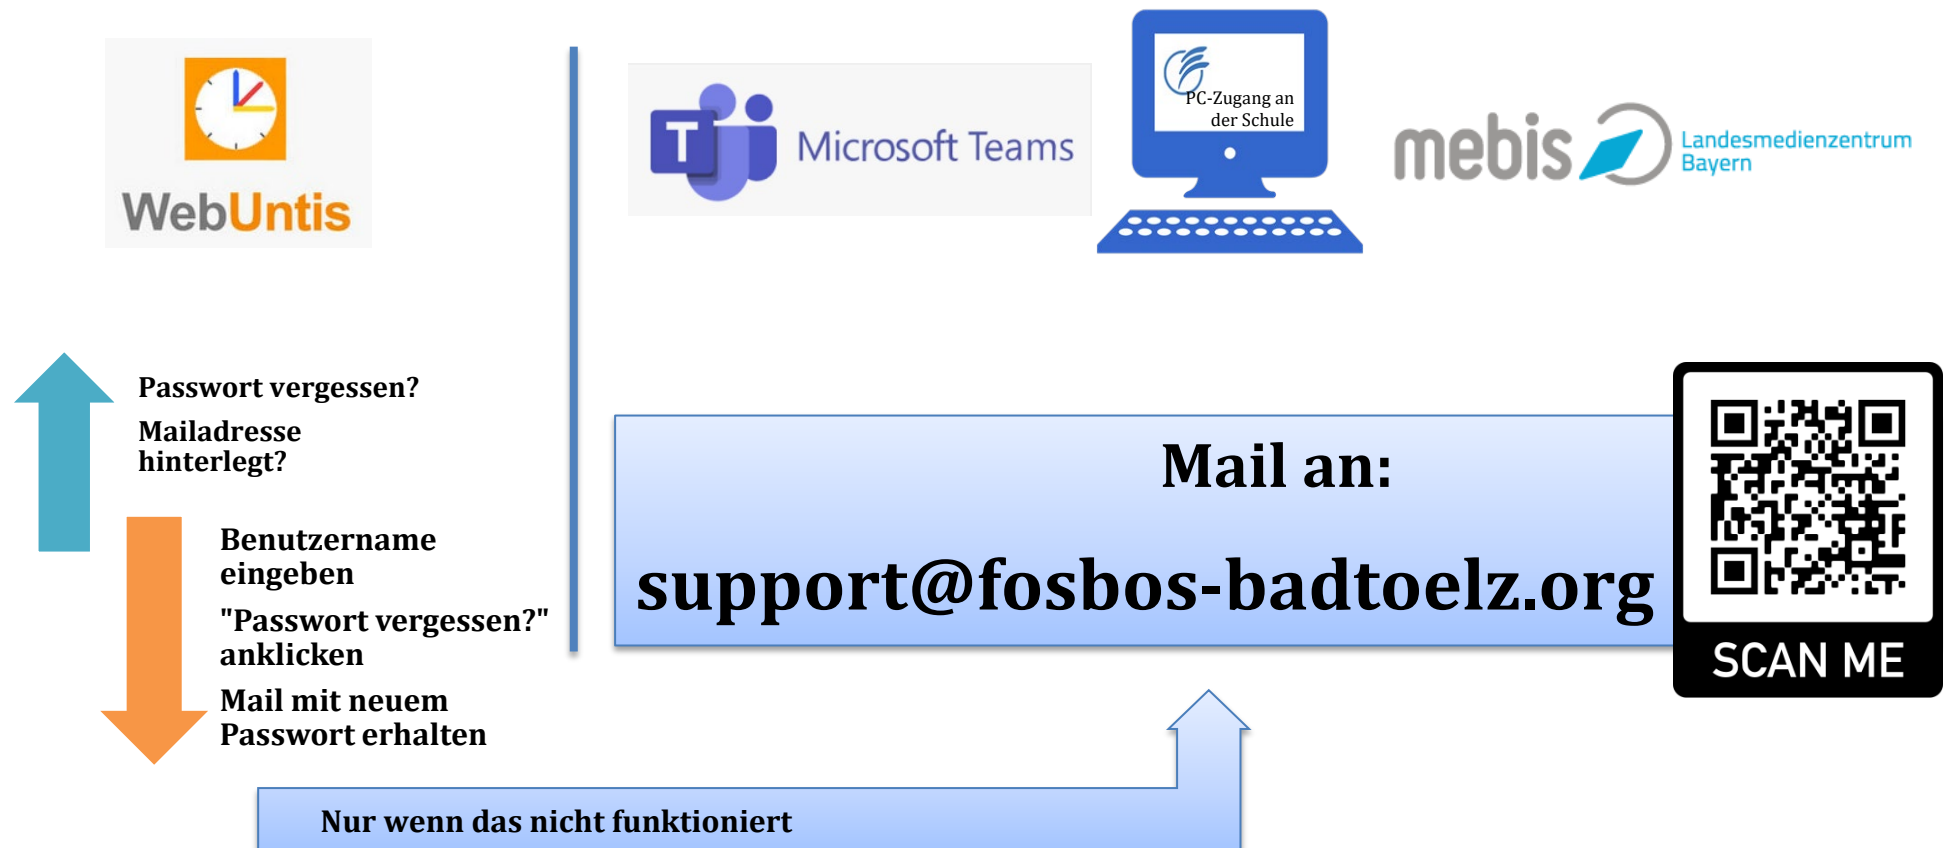 WebUntis
T
Microsoft Teams
PC-Zugang an
der Schule
mebis
Landesmedienzentrum
Bayern
Passwort vergessen?
Mailadresse
hinterlegt?
Benutzername
eingeben
"Passwort vergessen?"
anklicken
Mail mit neuem
Passwort erhalten
Mail an:
support@fosbos-badtoelz.org
SCAN ME
Nur wenn das nicht funktioniert